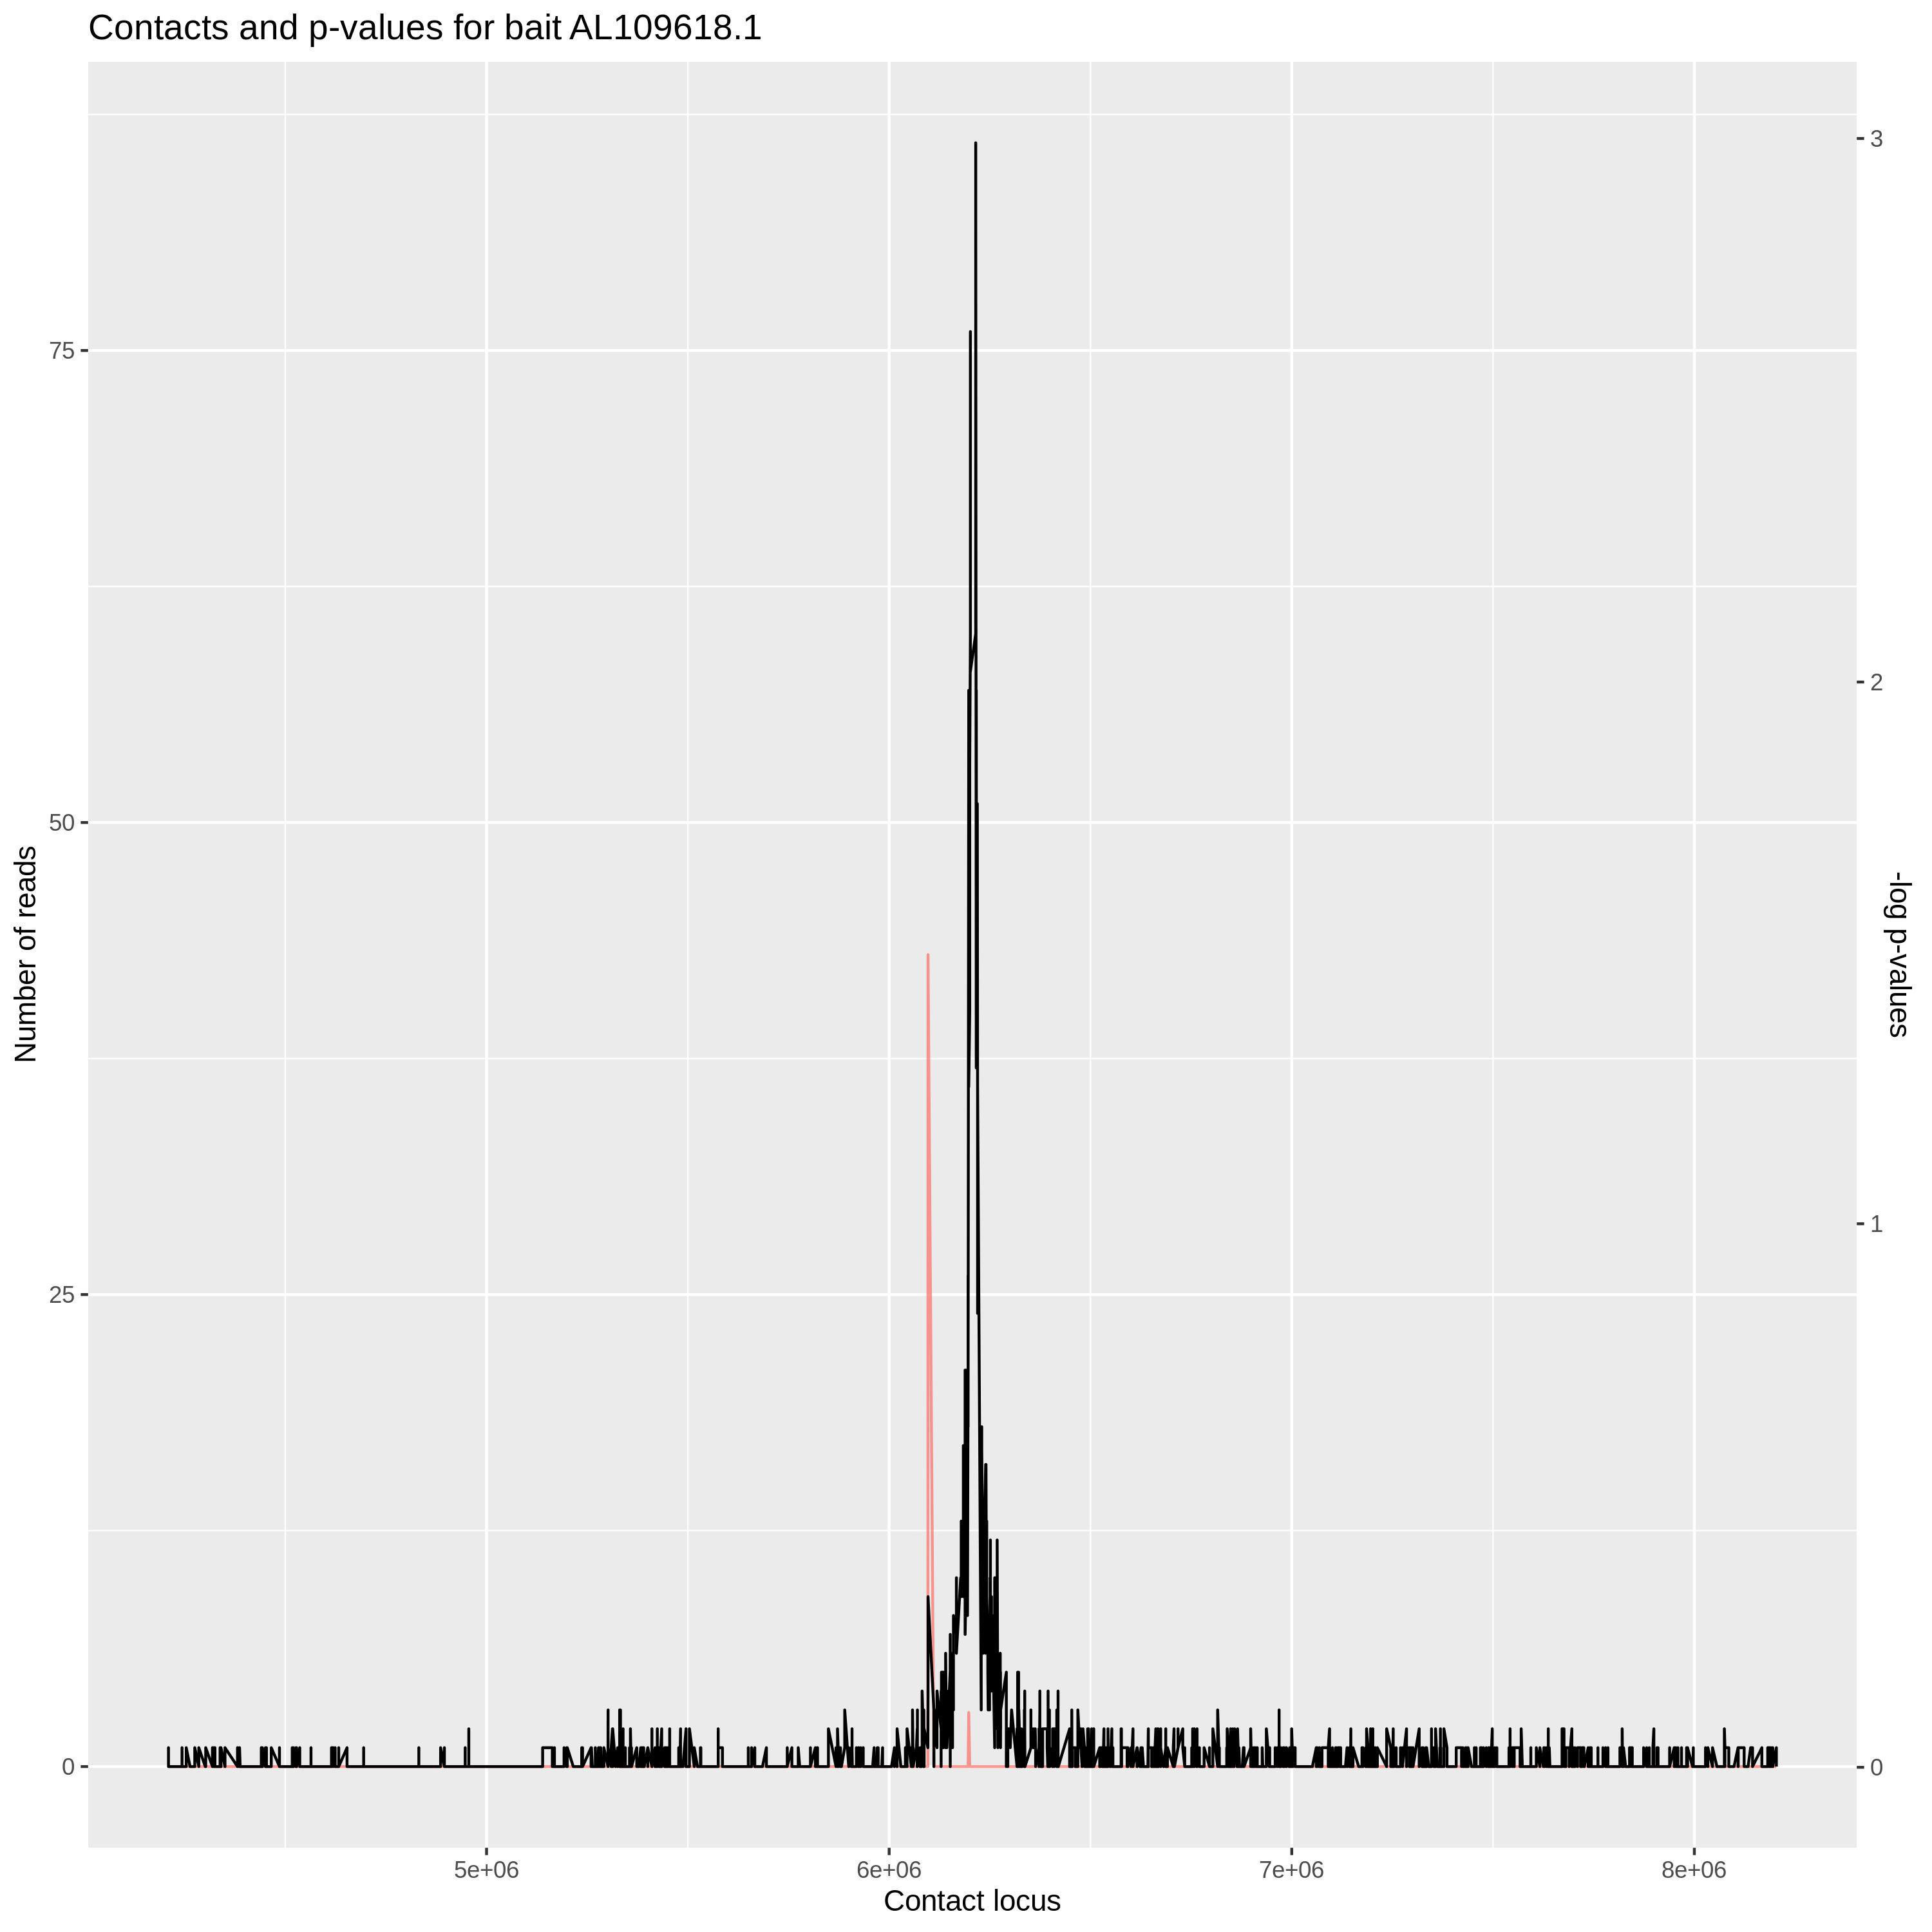 Contacts and p-values for bait AL109618.1
75
50
25
0
Number of reads
3
2
1
0
-log p-values
5e+06
6e+06
7e+06
8e+06
Contact locus